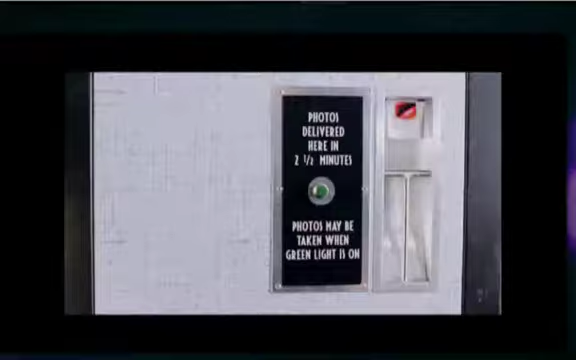 PHOTOS
DELIVERED
HERE IN
2 1/2 MINUTES
PHOTOS MAY BE
TAKEN WHEN
GREEN LIGHT IS ON